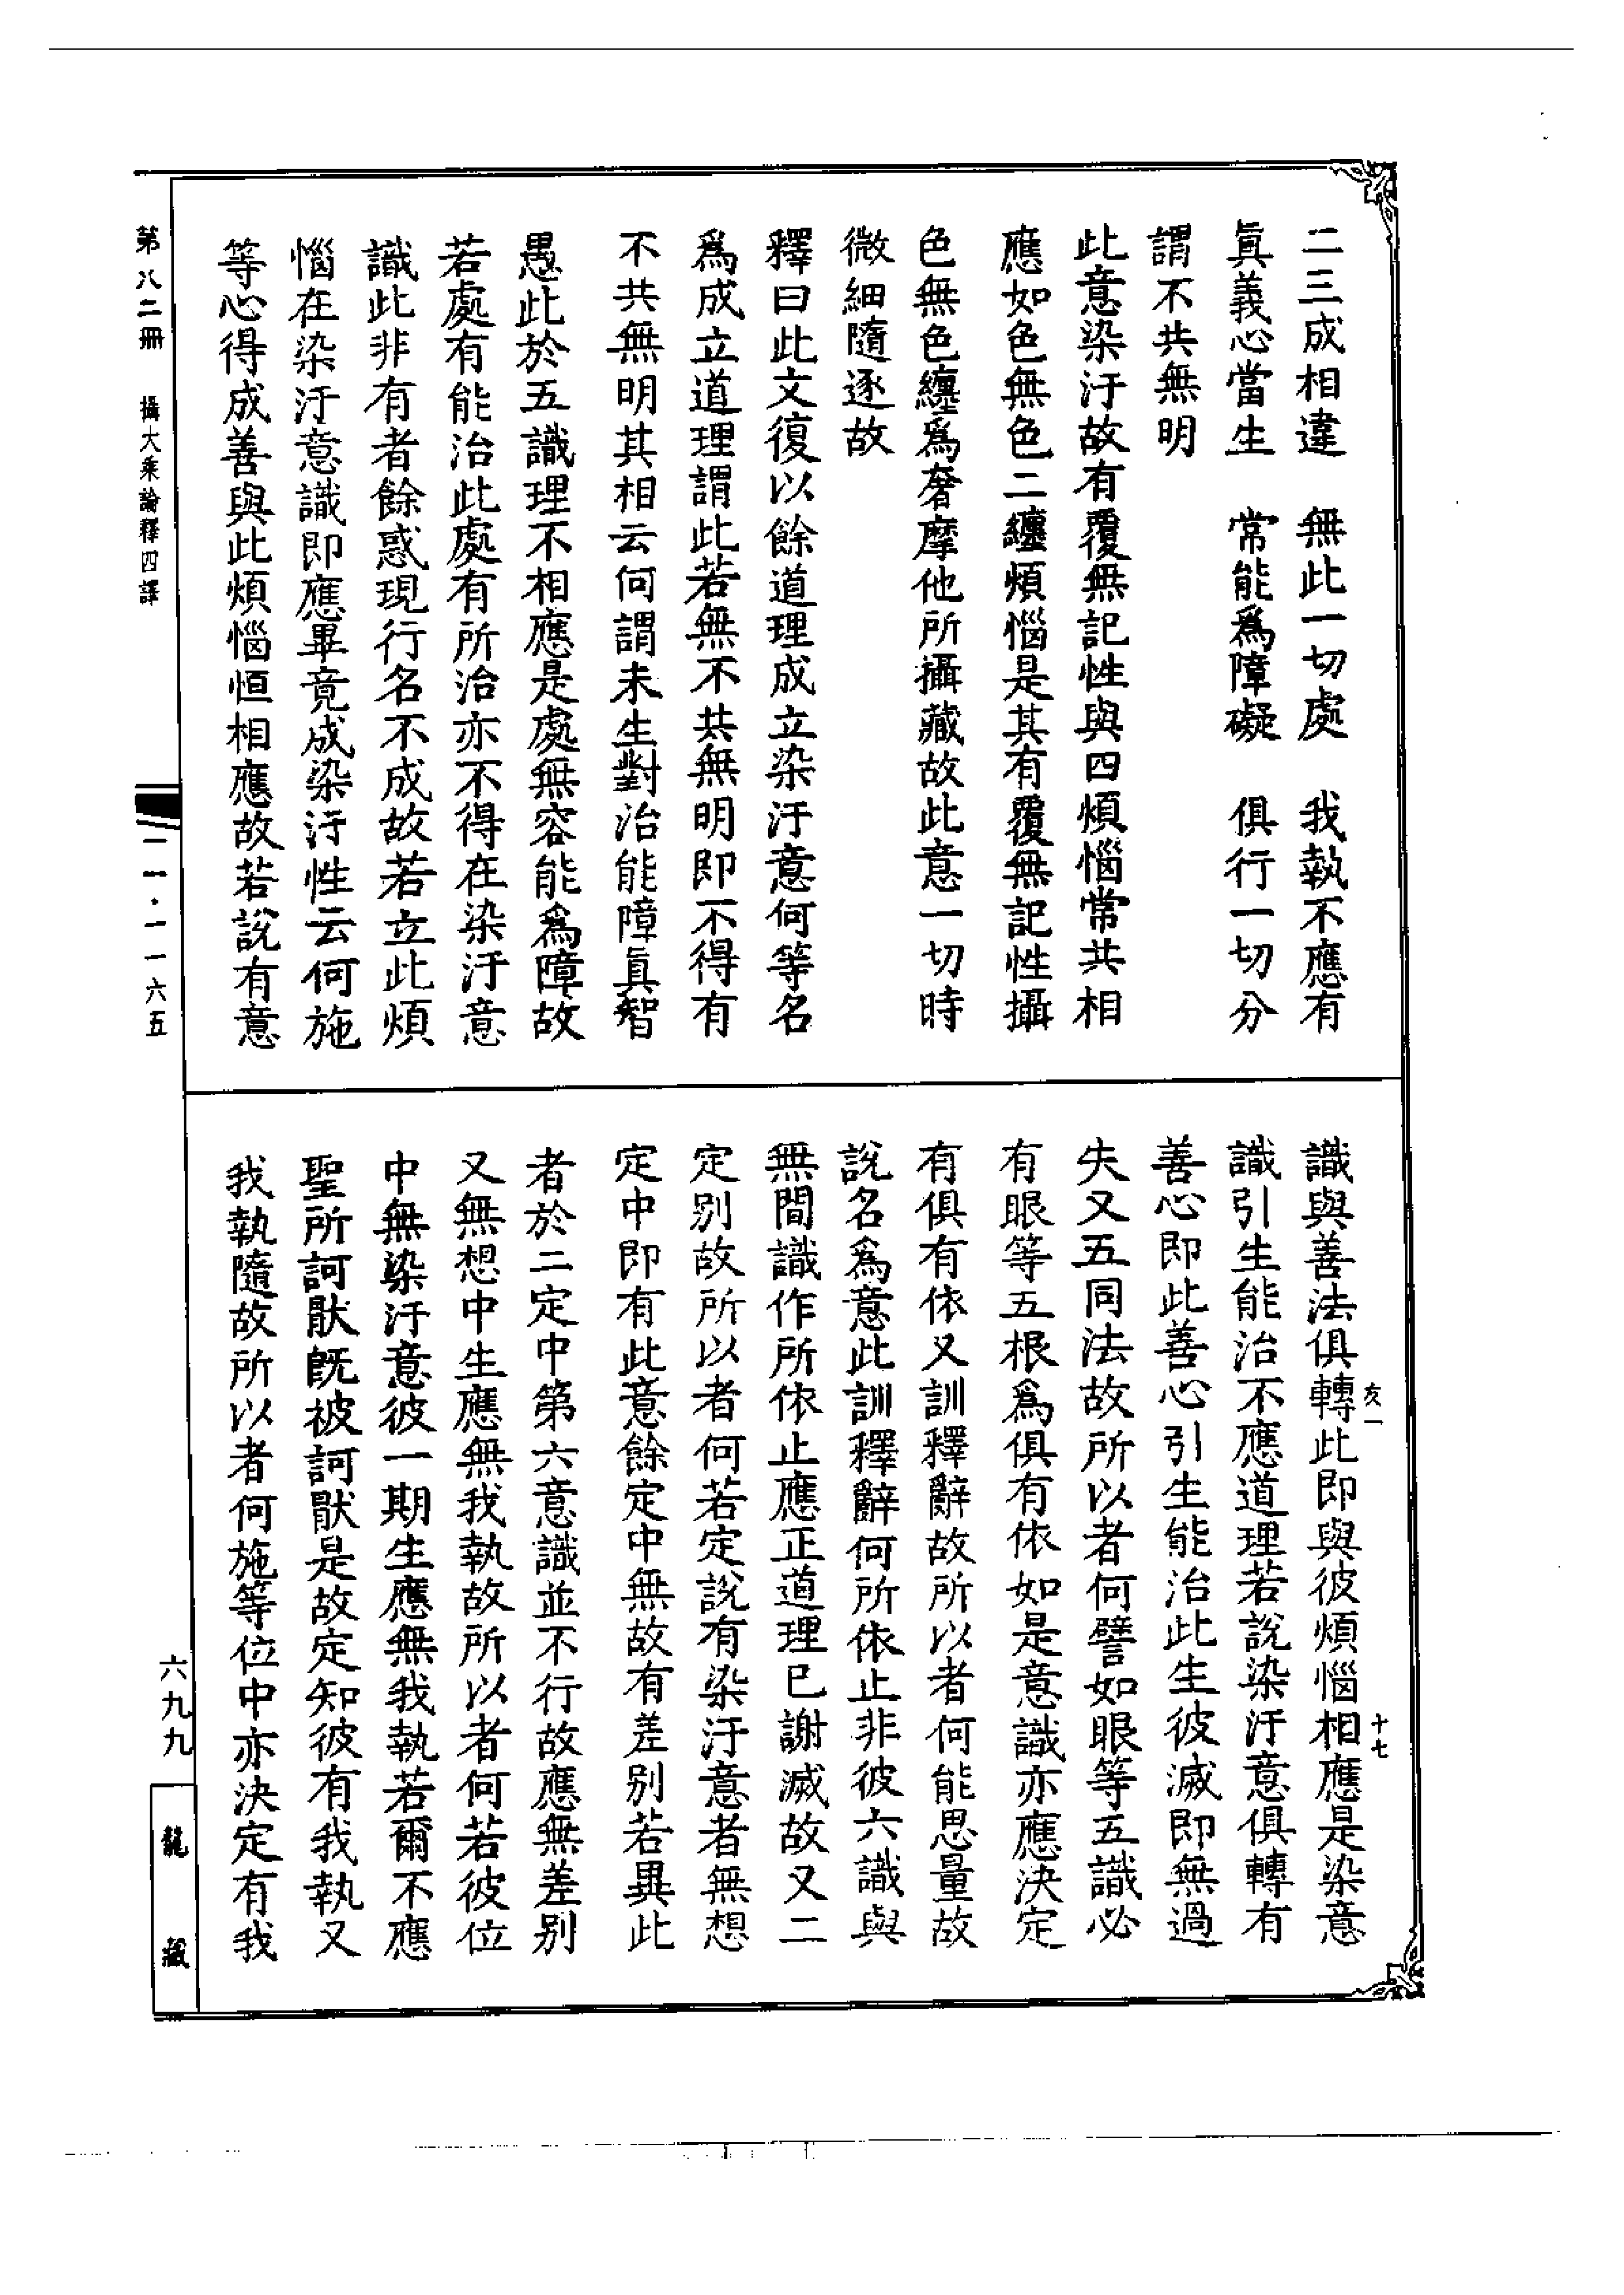 二三成相違　無此一切處　我執不應有
眞義心當生　常能爲障礙　俱行一切分
謂不共無明
此意染汙故有覆無記性與四煩惱常共相
應如色無色二纏煩惱是其有覆無記性攝
色無色纏爲奢摩他所攝藏故此意一切時
微細隨逐故
釋曰此文復以餘道理成立染汙意何等名
爲成立道理謂此若無不共無明即不得有
不共無明其相云何謂未生對治能障眞智
愚此於五識理不相應是處無容能爲障故
若處有能治此處有所治亦不得在染汙意
識此非有者餘惑現行名不成故若立此煩
惱在染汙意識即應畢竟成染汙性云何施
等心得成善與此煩惱恒相應故若說有意
識與善法俱轉此即與彼煩惱相應是染意
識引生能治不應道理若說染汙意俱轉有
善心即此善心引生能治此生彼滅即無過
失又五同法故所以者何譬如眼等五識必
有眼等五根爲俱有依如是意識亦應決定
有俱有依又訓釋辭故所以者何能思量故
說名爲意此訓釋辭何所依止非彼六識與
無間識作所依止應正道理已謝滅故又二
定別故所以者何若定說有染汙意者無想
定中即有此意餘定中無故有差別若異此
者於二定中第六意識並不行故應無差別
又無想中生應無我執故所以者何若彼位
中無染汙意彼一期生應無我執若爾不應
聖所訶猒旣被訶猒是故定知彼有我執又
我執隨故所以者何施等位中亦決定有我
亥一
十七
第八二冊　攝大乘論釋四譯
一一·一一六五
六九九
龍藏